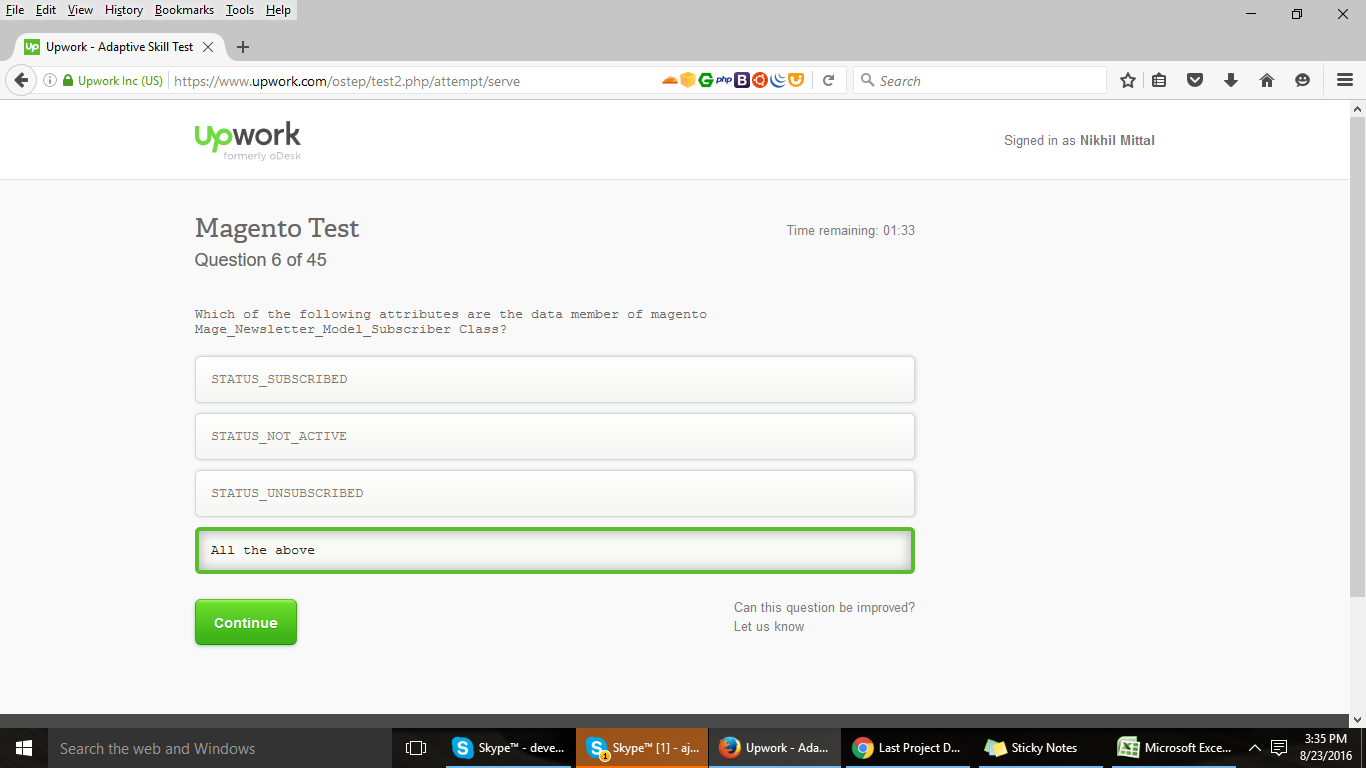 File Edit View History Bookmarks Tools Help
Up Upwork - Adaptive Skill Test
Upwork Inc (US) https://www.upwork.com/ostep/test2.php/attempt/serve php B Search
upwork
formerly oDesk
Signed in as Nikhil Mittal
Magento Test
Time remaining: 01:33
Question 6 of 45
Which of the following attributes are the data member of magento
Mage_Newsletter_Model_Subscriber Class?
STATUS_SUBSCRIBED
STATUS_NOT_ACTIVE
STATUS_UNSUBSCRIBED
All the above
Continue
Can this question be improved?
Let us know
Search the web and Windows
Skype™ - deve...
1
Skype™ [1] - aj...
Upwork - Ada...
Last Project D...
Sticky Notes
Microsoft Exce...
3:35 PM
8/23/2016